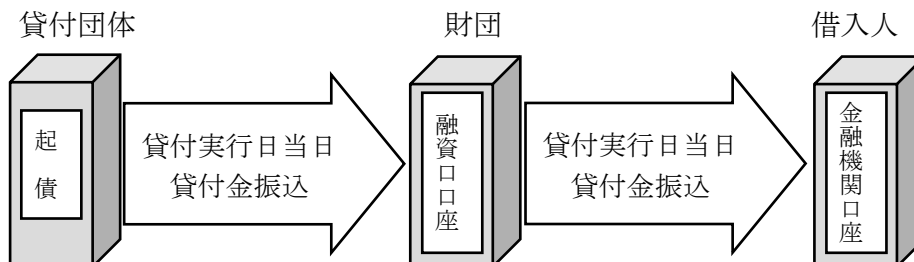 貸付団体
財団
借入人
起債
貸付実行日当日
貸付金振込
融資口口座
貸付実行日当日
貸付金振込
金融機関口座